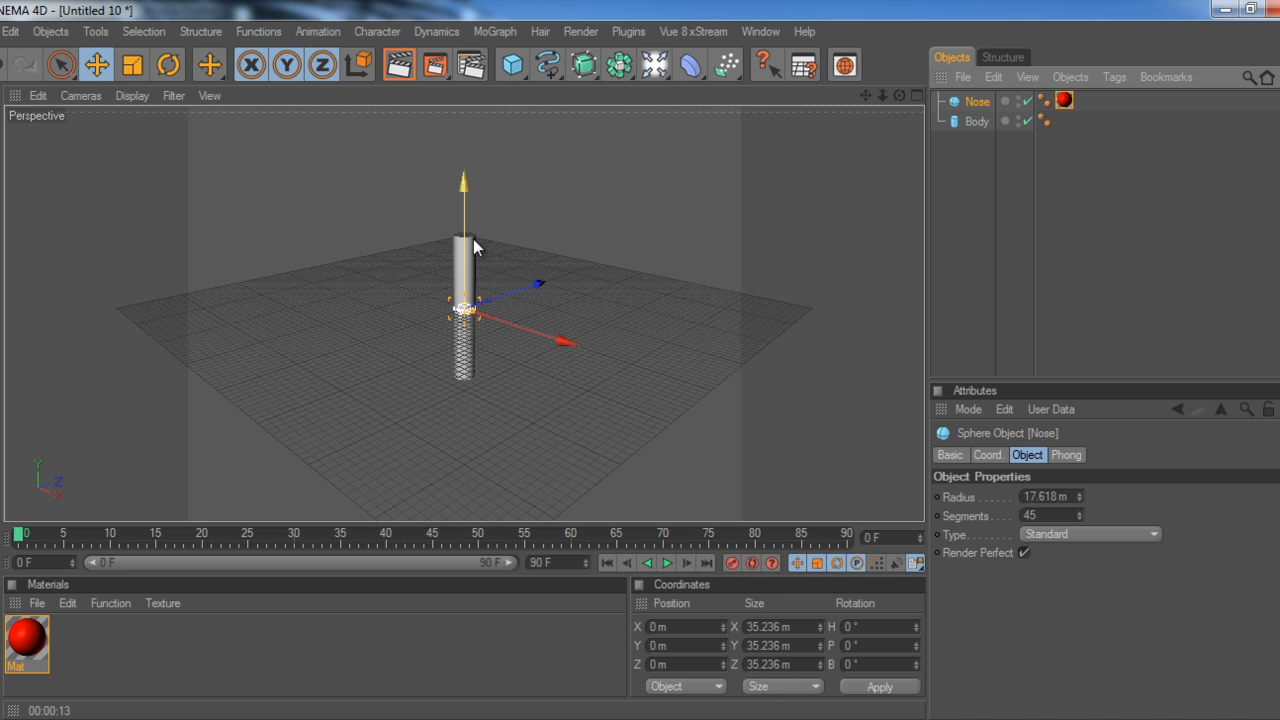 NEMA 4D - [Untitled 10 *]
Edit Objects Tools Selection Structure Functions Animation Character Dynamics MoGraph Hair Render Plugins Vue 8 xStream Window Help
X Y Z
Objects Structure
File Edit View Objects Tags Bookmarks
Edit Cameras Display Filter View
Perspective
Nose
Body
Attributes
Mode Edit User Data
Sphere Object [Nose]
Basic Coord. Object Phong
Object Properties
Radius . . . . . . 17.618 m
Segments. . . . 45
Type. . . . . . . . Standard
Render Perfect
Y
Z
X
0 5 10 15 20 25 30 35 40 45 50 55 60 65 70 75 80 85 90 0 F
0 F 0 F 90 F 90 F
Materials
File Edit Function Texture
Mat
Coordinates
Position Size Rotation
X 0 m X 35.236 m H 0 °
Y 0 m Y 35.236 m P 0 °
Z 0 m Z 35.236 m B 0 °
Object Size Apply
00:00:13